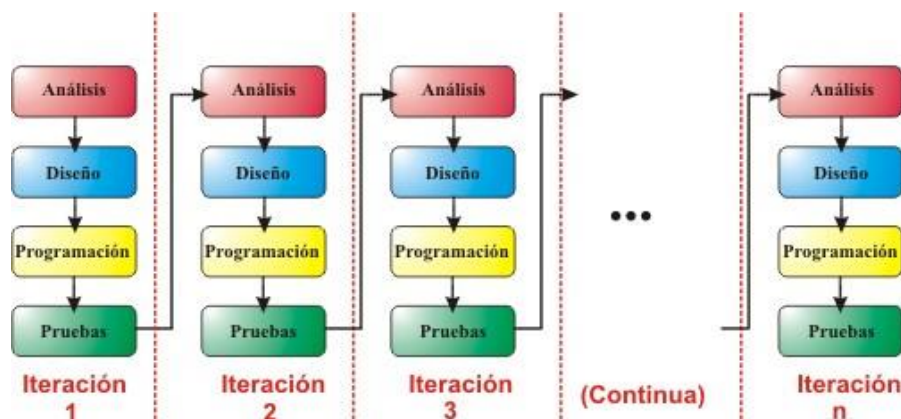 Análisis
Diseño
Programación
Pruebas
Iteración
1
Análisis
Diseño
Programación
Pruebas
Iteración
2
Análisis
Diseño
Programación
Pruebas
Iteración
3
...
(Continua)
Análisis
Diseño
Programación
Pruebas
Iteración
n